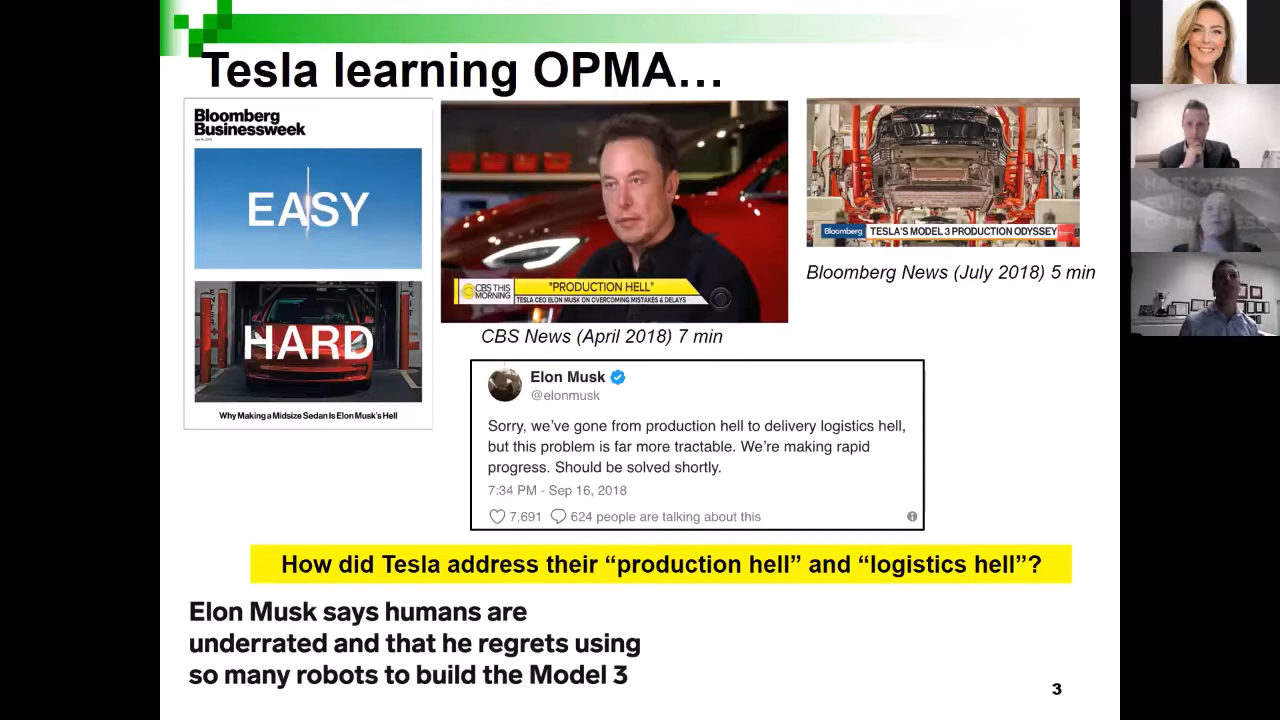 Tesla learning OPMA…
Bloomberg
Businessweek
EASY
HARD
Why Making a Midsize Sedan Is Elon Musk's Hell
CBS THIS
MORNING
"PRODUCTION HELL"
TESLA CEO ELON MUSK ON OVERCOMING MISTAKES & DELAYS
CBS News (April 2018) 7 min
Bloomberg
TESLA'S MODEL 3 PRODUCTION ODYSSEY
Bloomberg News (July 2018) 5 min
Elon Musk
@elonmusk
Sorry, we've gone from production hell to delivery logistics hell,
but this problem is far more tractable. We're making rapid
progress. Should be solved shortly.
7:34 PM - Sep 16, 2018
7,691 624 people are talking about this
How did Tesla address their “production hell” and “logistics hell”?
Elon Musk says humans are
underrated and that he regrets using
so many robots to build the Model 3
3
HASKAYNE